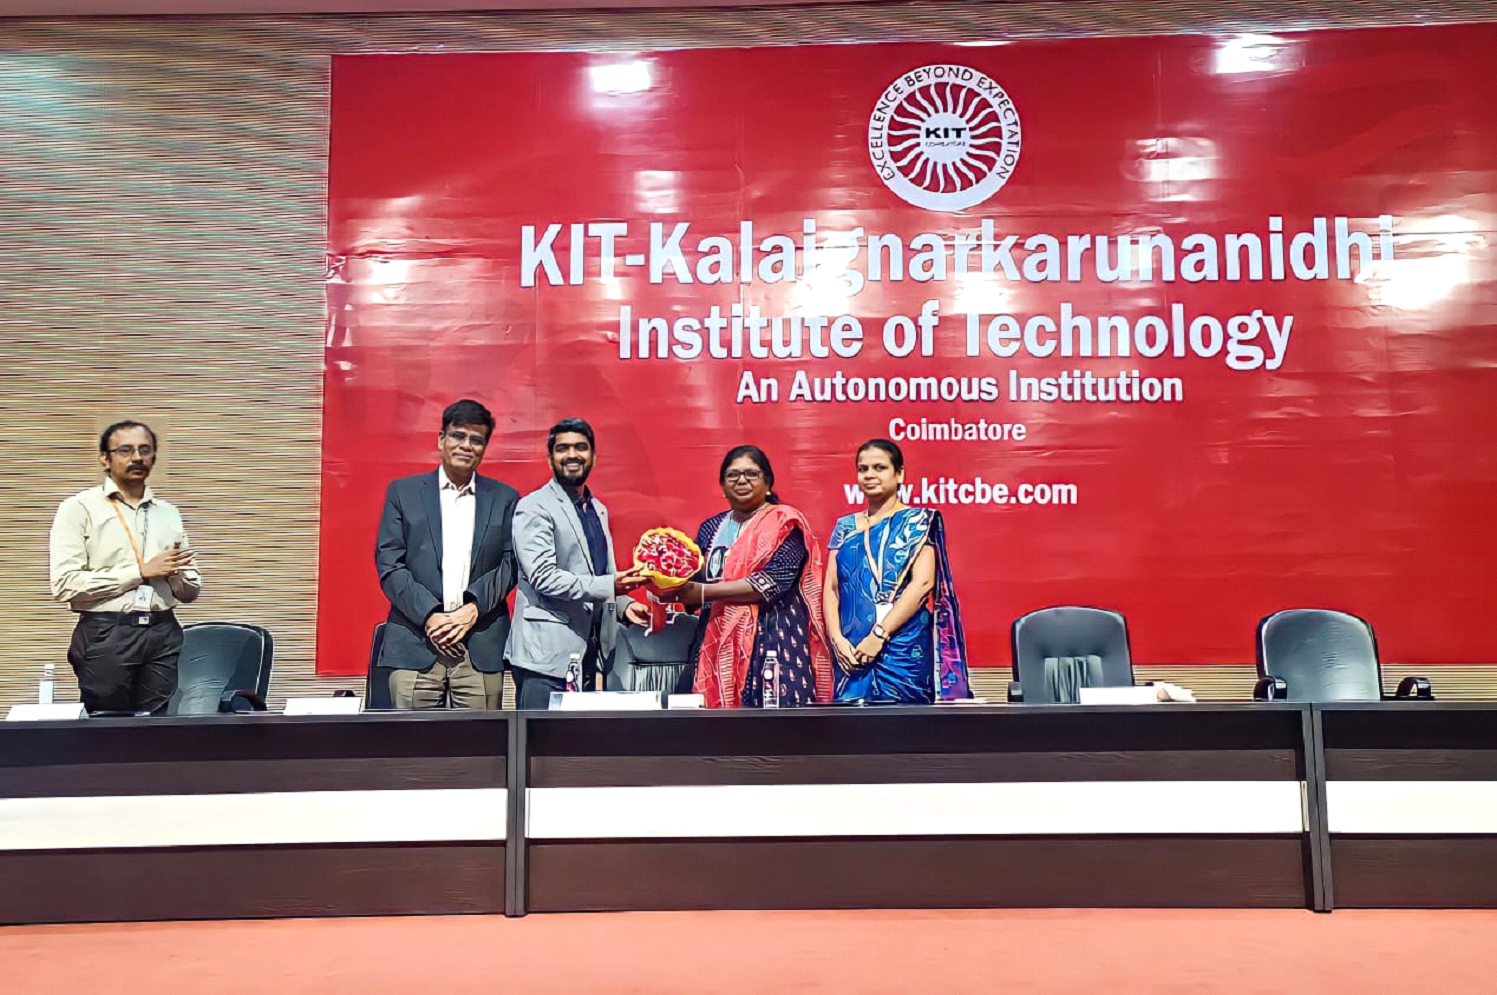 EXCELLENCE BEYOND EXPECTATION
KIT
KIT-Kalaignarkarunanidhi
Institute of Technology
An Autonomous Institution
Coimbatore
www.kitcbe.com